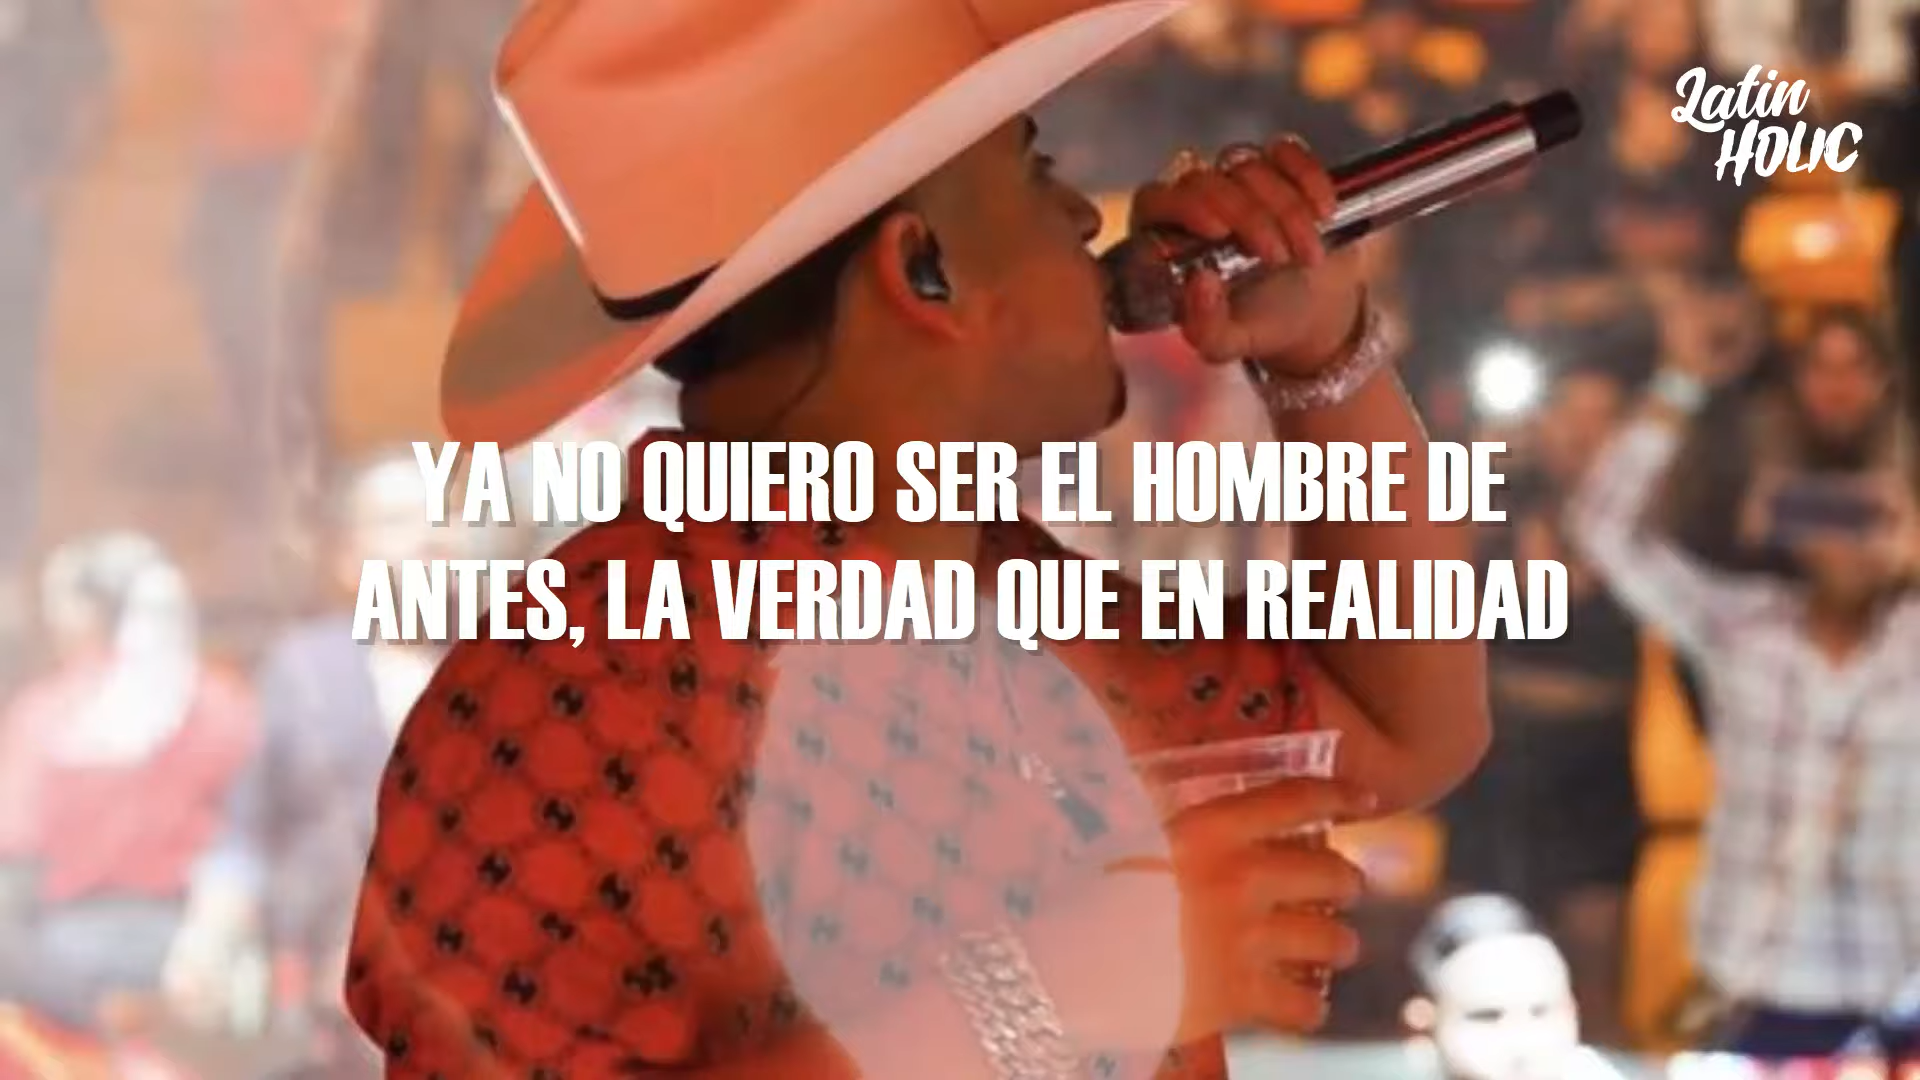 Latin
HOLIC
YA NO QUIERO SER EL HOMBRE DE
ANTES, LA VERDAD QUE EN REALIDAD